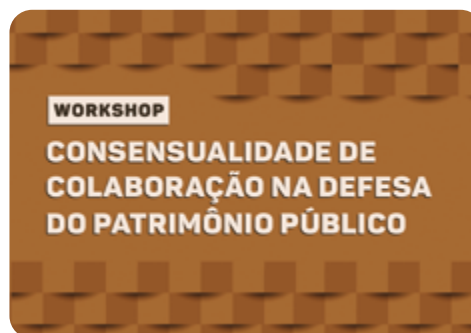 WORKSHOP
CONSENSUALIDADE DE
COLABORAÇÃO NA DEFESA
DO PATRIMÔNIO PÚBLICO